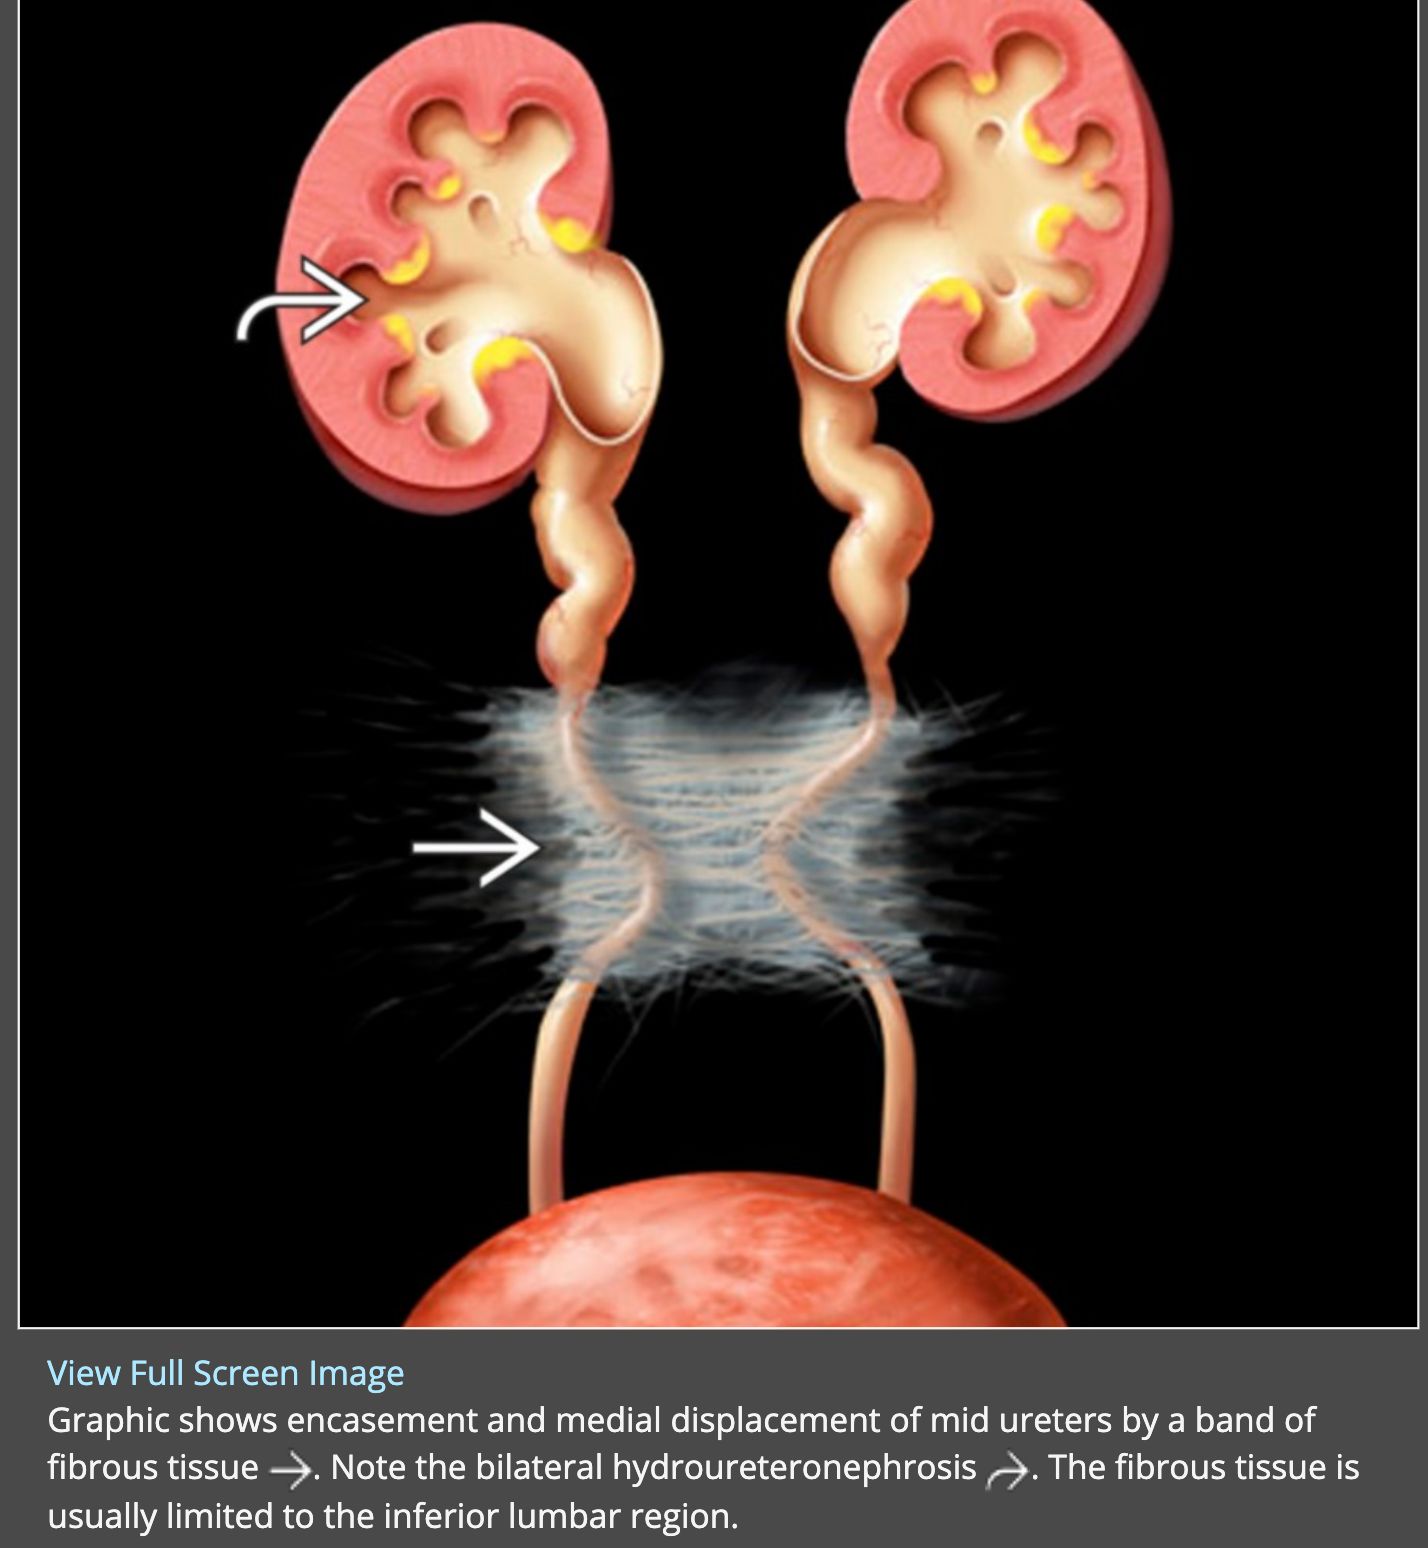 View Full Screen Image
Graphic shows encasement and medial displacement of mid ureters by a band of
fibrous tissue →. Note the bilateral hydroureteronephrosis ↷. The fibrous tissue is
usually limited to the inferior lumbar region.